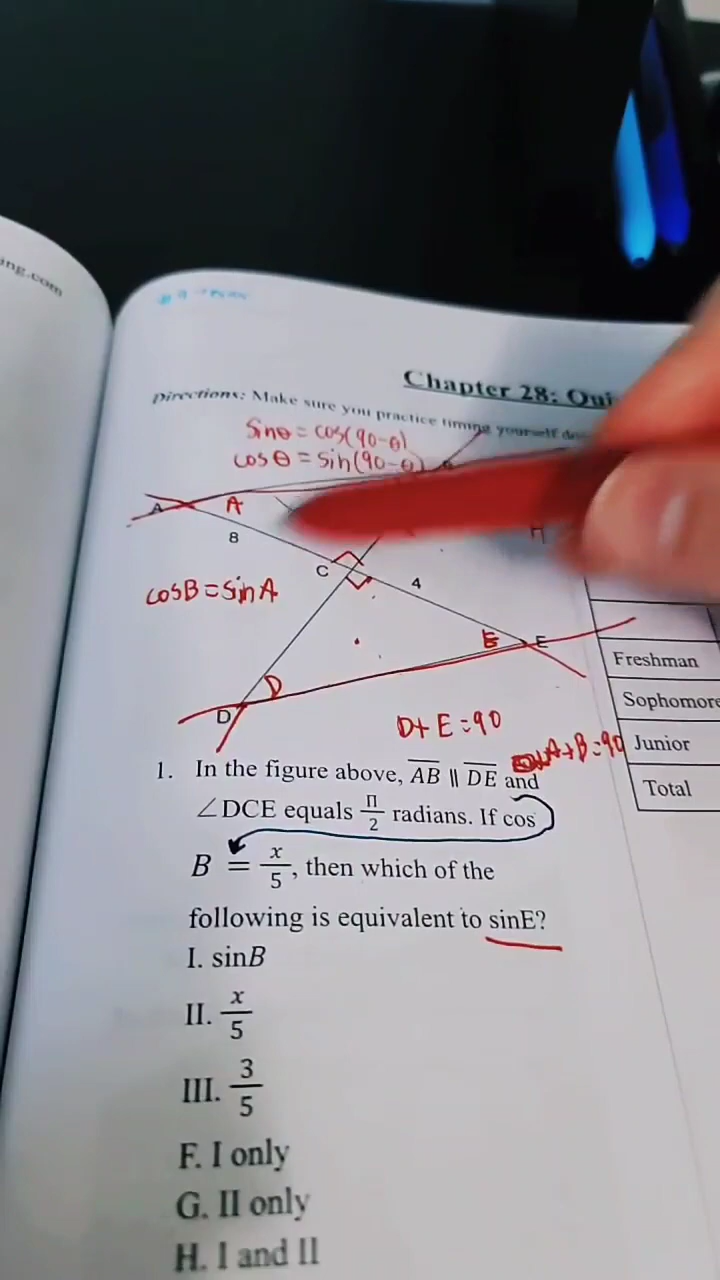 ing.com
Chapter 28: Qui
Directions: Make sure you practice timing yourself
sinθ = cos(90-θ)
cosθ = sin(90-θ)
A
A
8
C
4
cosB = sinA
E
E
Freshman
D
D
Sophomore
D+E=90
A+B=90
Junior
Total
1. In the figure above, AB || DE and
∠DCE equals π/2 radians. If cos
B = x/5, then which of the
following is equivalent to sinE?
I. sinB
II. x/5
III. 3/5
F. I only
G. II only
H. I and II